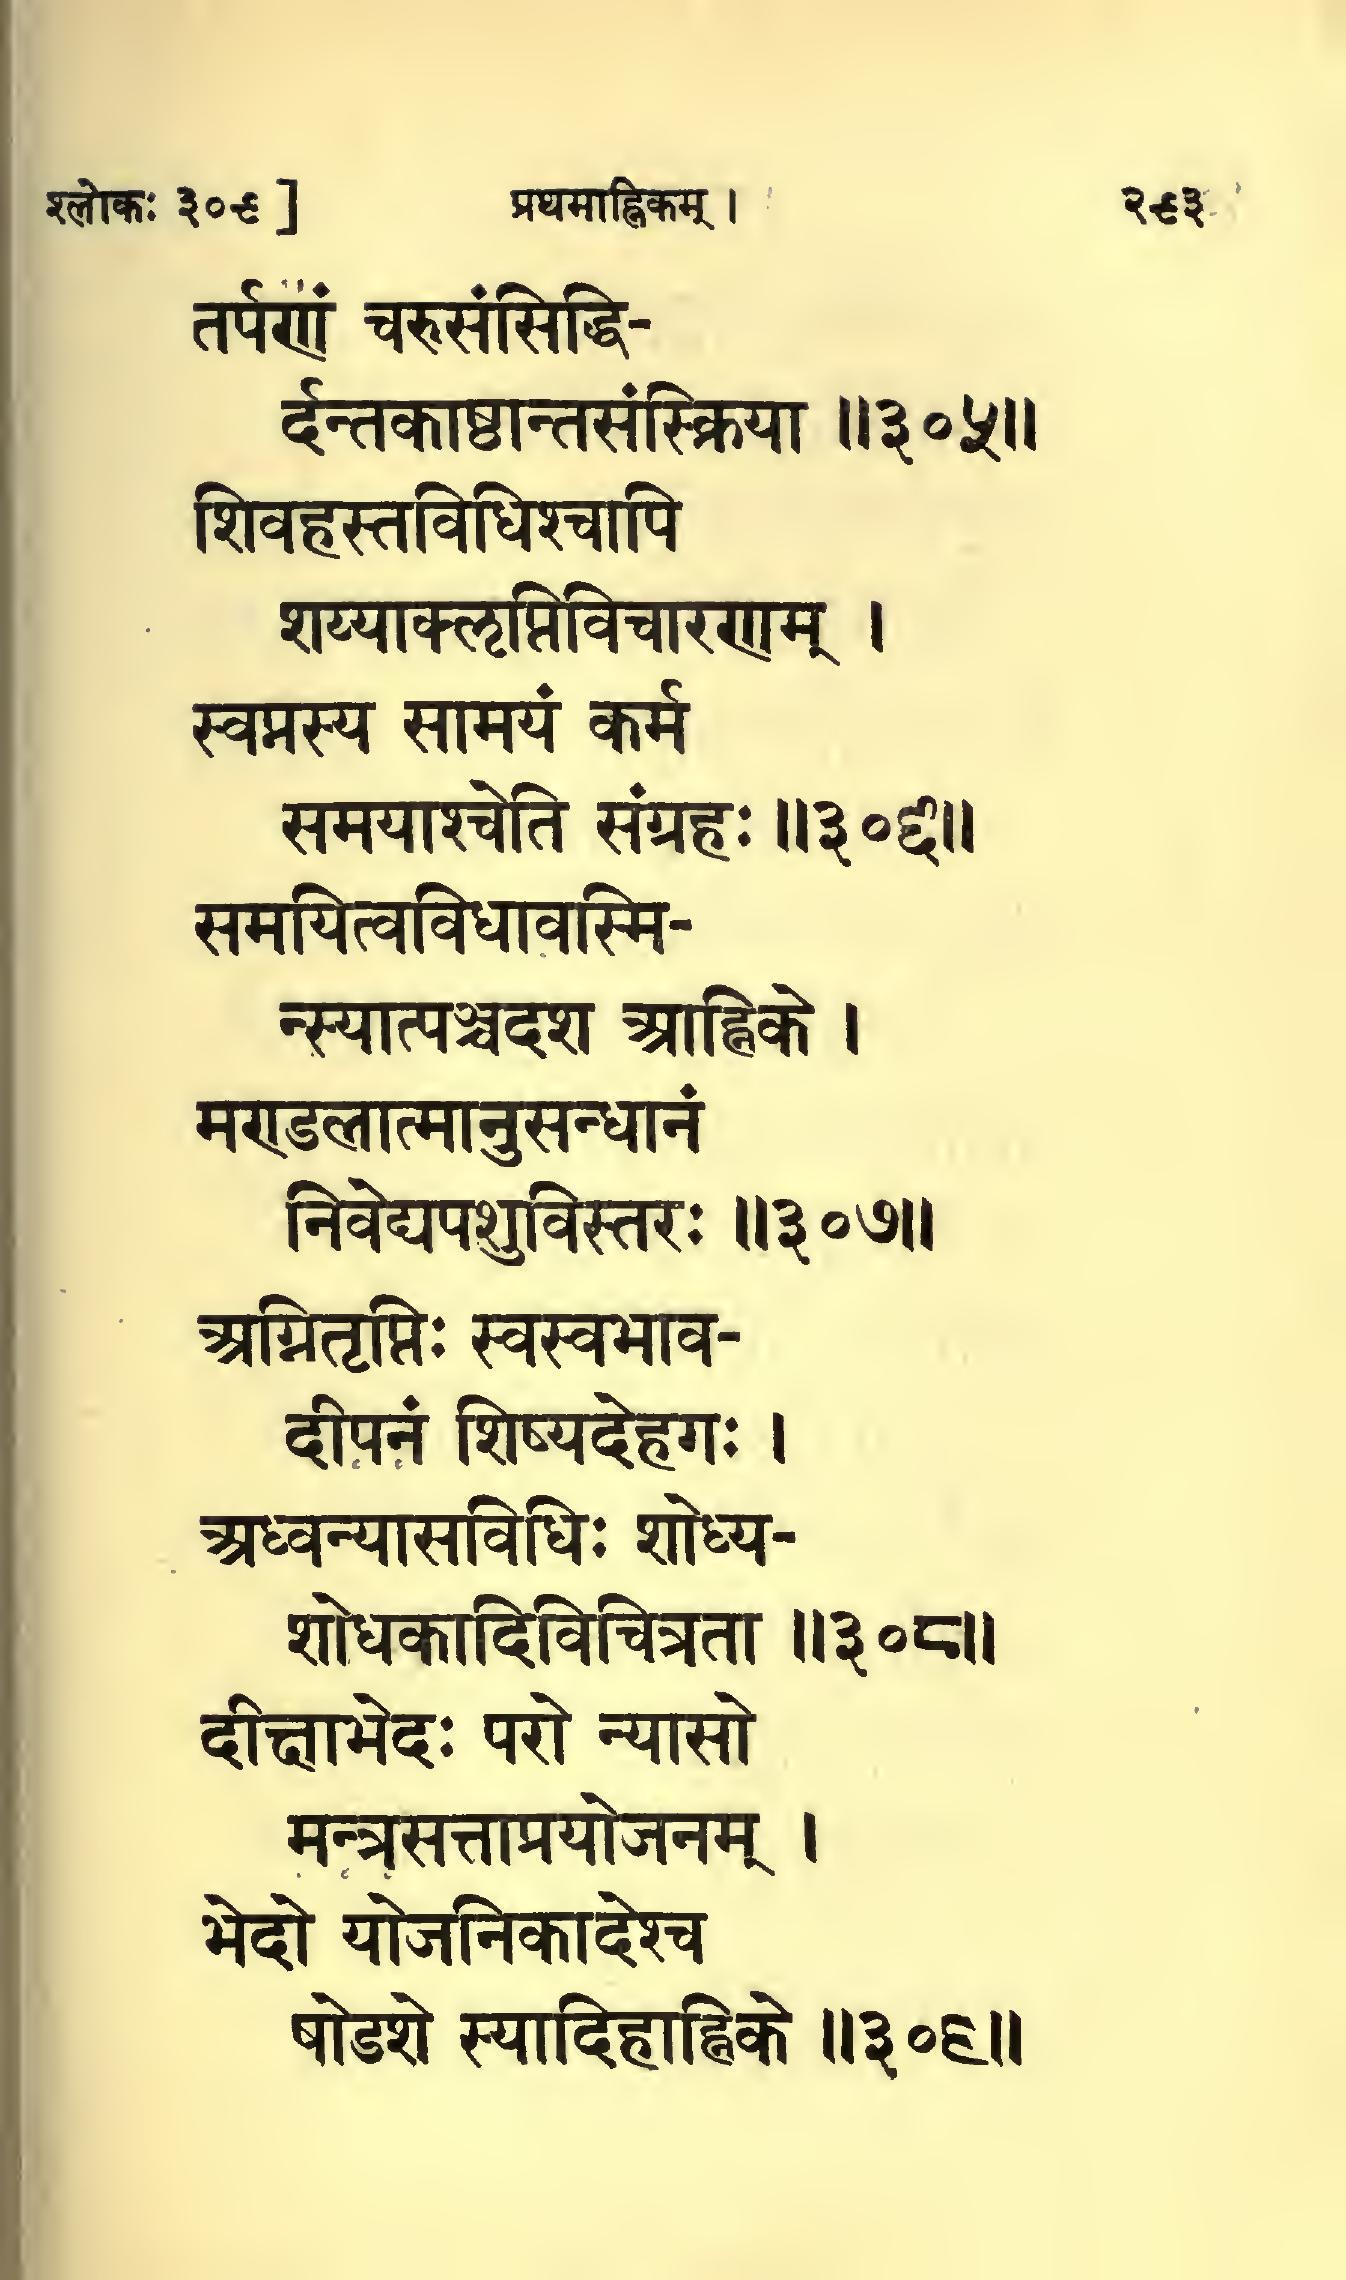 श्लोकः ३०९ ] प्रथमाह्निकम् । २९३
तर्पणं चरुसंसिद्धि-
र्दन्तकाष्ठान्तसंस्क्रिया ॥३०५॥
शिवहस्तविधिश्चापि
शय्याक्लृप्तिविचारणम् ।
स्वप्नस्य सामयं कर्म
समयाश्चेति संग्रहः ॥३०६॥
समयित्वविधावस्मि-
न्स्यात्पञ्चदश आह्निके ।
मण्डलात्मानुसन्धानं
निवेद्यपशुविस्तरः ॥३०७॥
अग्नितृप्तिः स्वस्वभाव-
दीपनं शिष्यदेहगः ।
अध्वन्यासविधिः शोध्य-
शोधकादिविचित्रता ॥३०८॥
दीक्षाभेदः परो न्यासो
मन्त्रसत्ताप्रयोजनम् ।
भेदो योजनिकादेश्च
षोडशे स्यादिहाह्निके ॥३०९॥